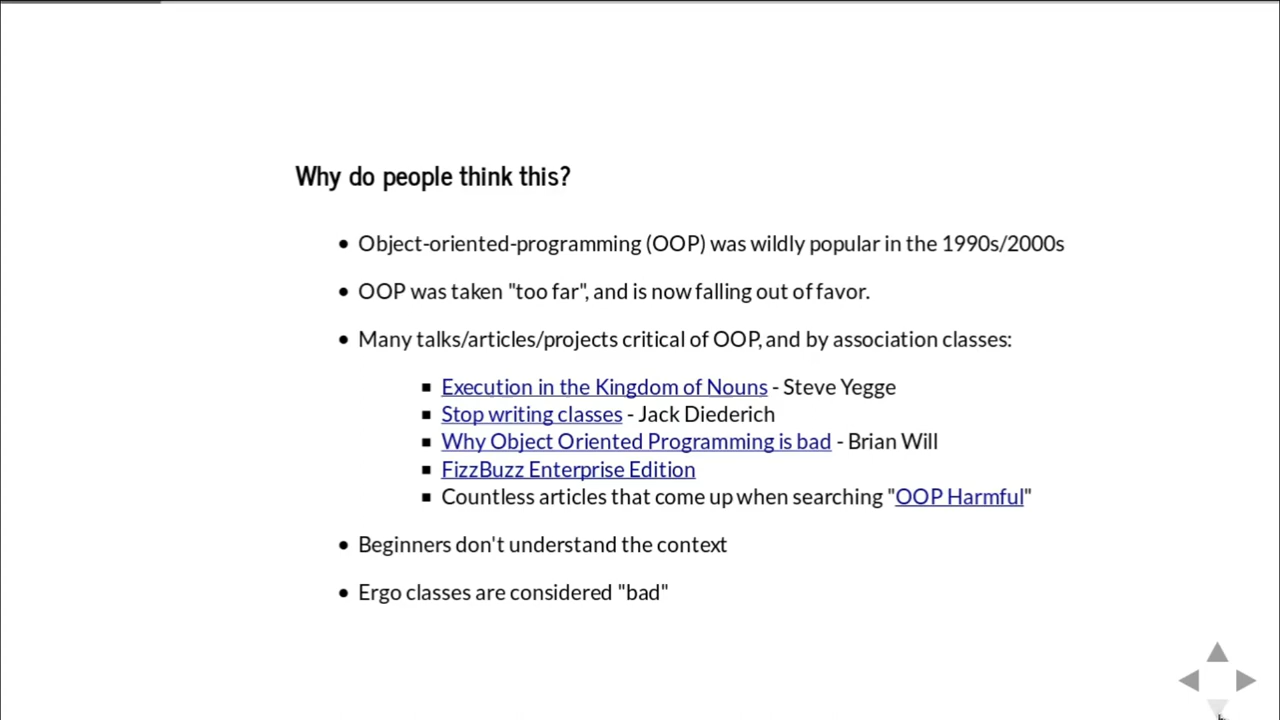 Why do people think this?
Object-oriented-programming (OOP) was wildly popular in the 1990s/2000s
OOP was taken "too far", and is now falling out of favor.
Many talks/articles/projects critical of OOP, and by association classes:
Execution in the Kingdom of Nouns - Steve Yegge
Stop writing classes - Jack Diederich
Why Object Oriented Programming is bad - Brian Will
FizzBuzz Enterprise Edition
Countless articles that come up when searching "OOP Harmful"
Beginners don't understand the context
Ergo classes are considered "bad"